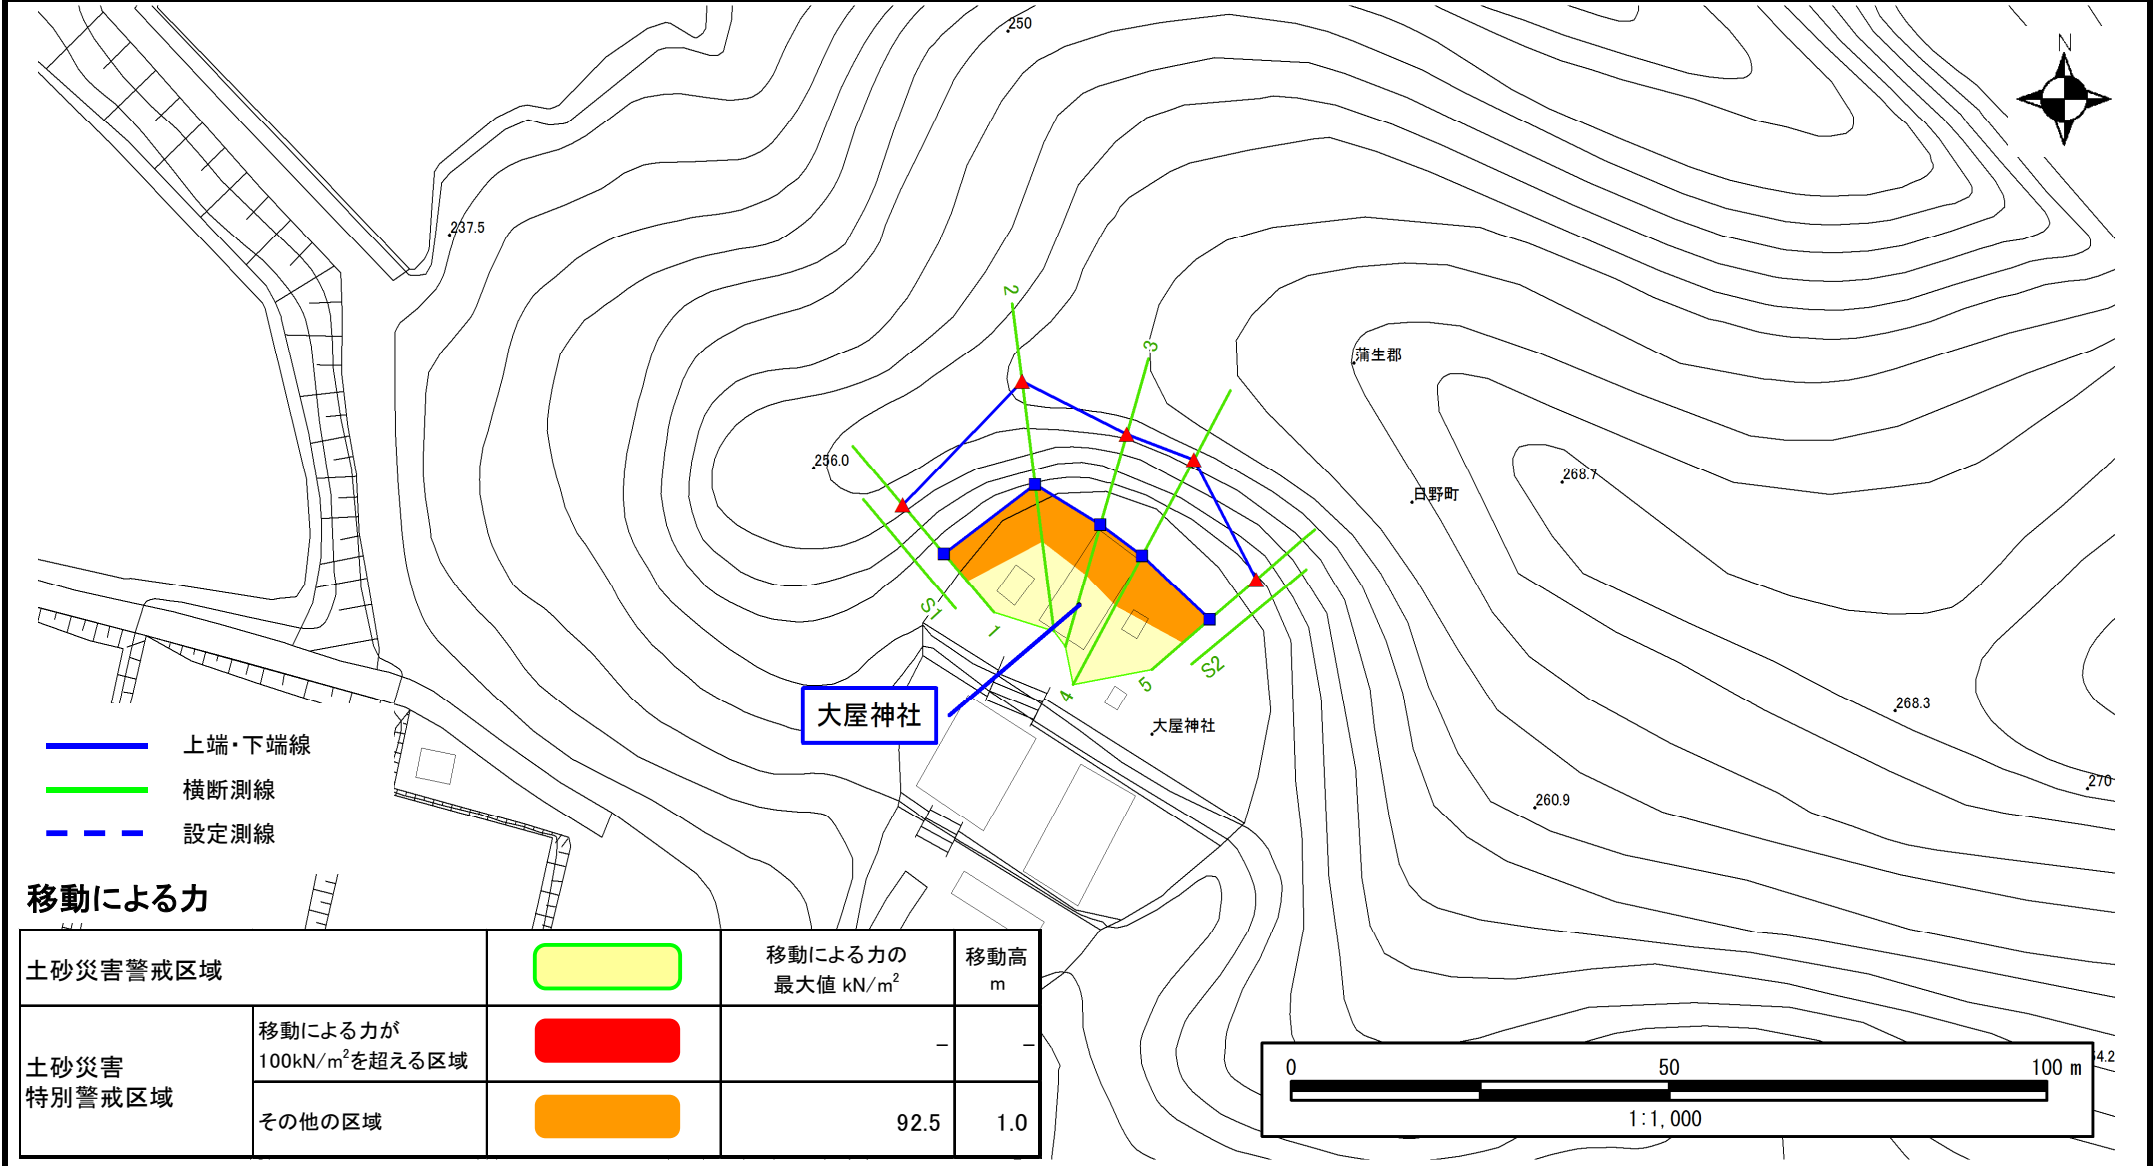 250
N
237.5
2
3
蒲生郡
256.0
268.7
日野町
S1
1
S2
5
4
268.3
大屋神社
大屋神社
270
260.9
上端・下端線
横断測線
設定測線
移動による力
土砂災害警戒区域
移動による力の
最大値 kN/m²
移動高
m
土砂災害
特別警戒区域
移動による力が
100kN/m²を超える区域
－
－
その他の区域
92.5
1.0
0
50
100 m
1:1,000
4.2